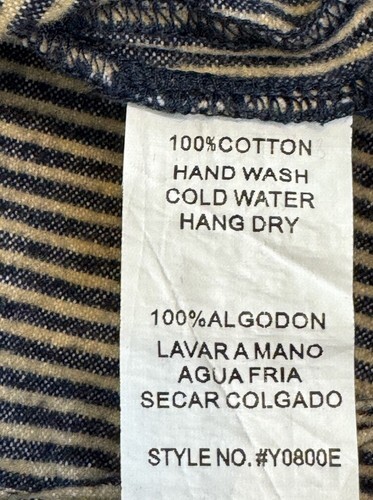 100%COTTON
HAND WASH
COLD WATER
HANG DRY
100%ALGODON
LAVAR A MANO
AGUA FRIA
SECAR COLGADO
STYLE NO. #Y0800E